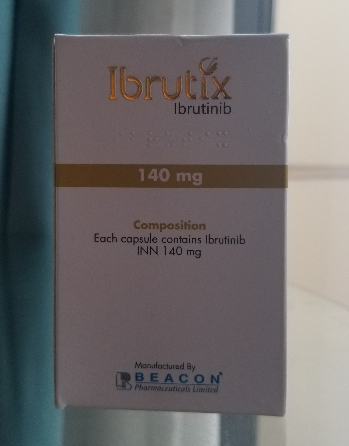 Ibrutix
Ibrutinib
140 mg
Composition
Each capsule contains Ibrutinib
INN 140 mg
Manufactured By
BEACON
Pharmaceuticals Limited